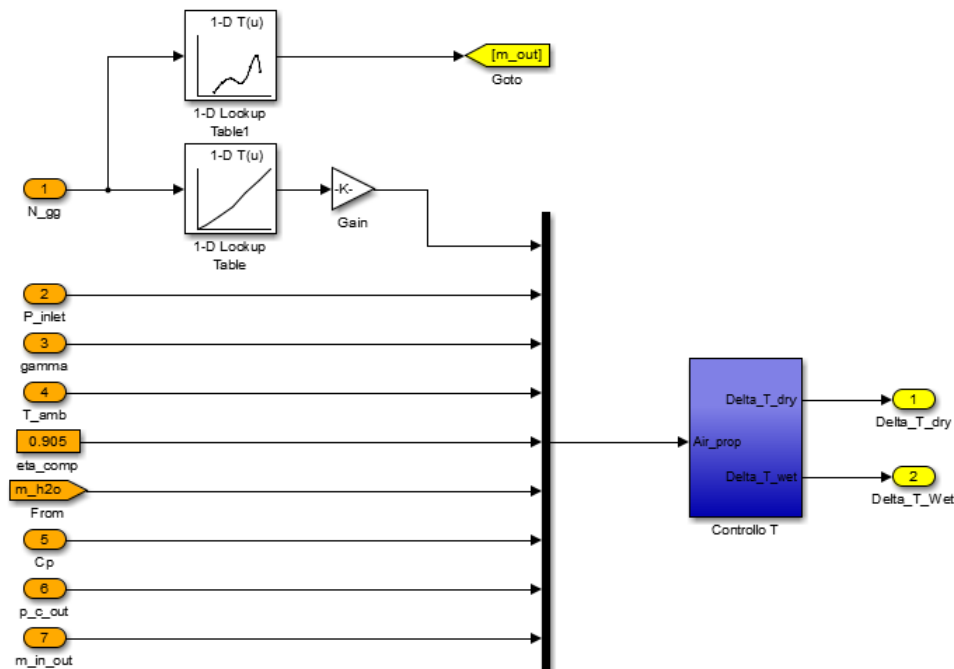 1-D T(u)
1-D Lookup
Table1
[m_out]
Goto
1
N_gg
1-D T(u)
1-D Lookup
Table
-K-
Gain
2
P_inlet
3
gamma
4
T_amb
0.905
eta_comp
m_h2o
From
5
Cp
6
p_c_out
7
m_in_out
Air_prop
Delta_T_dry
Delta_T_wet
Controllo T
1
Delta_T_dry
2
Delta_T_Wet